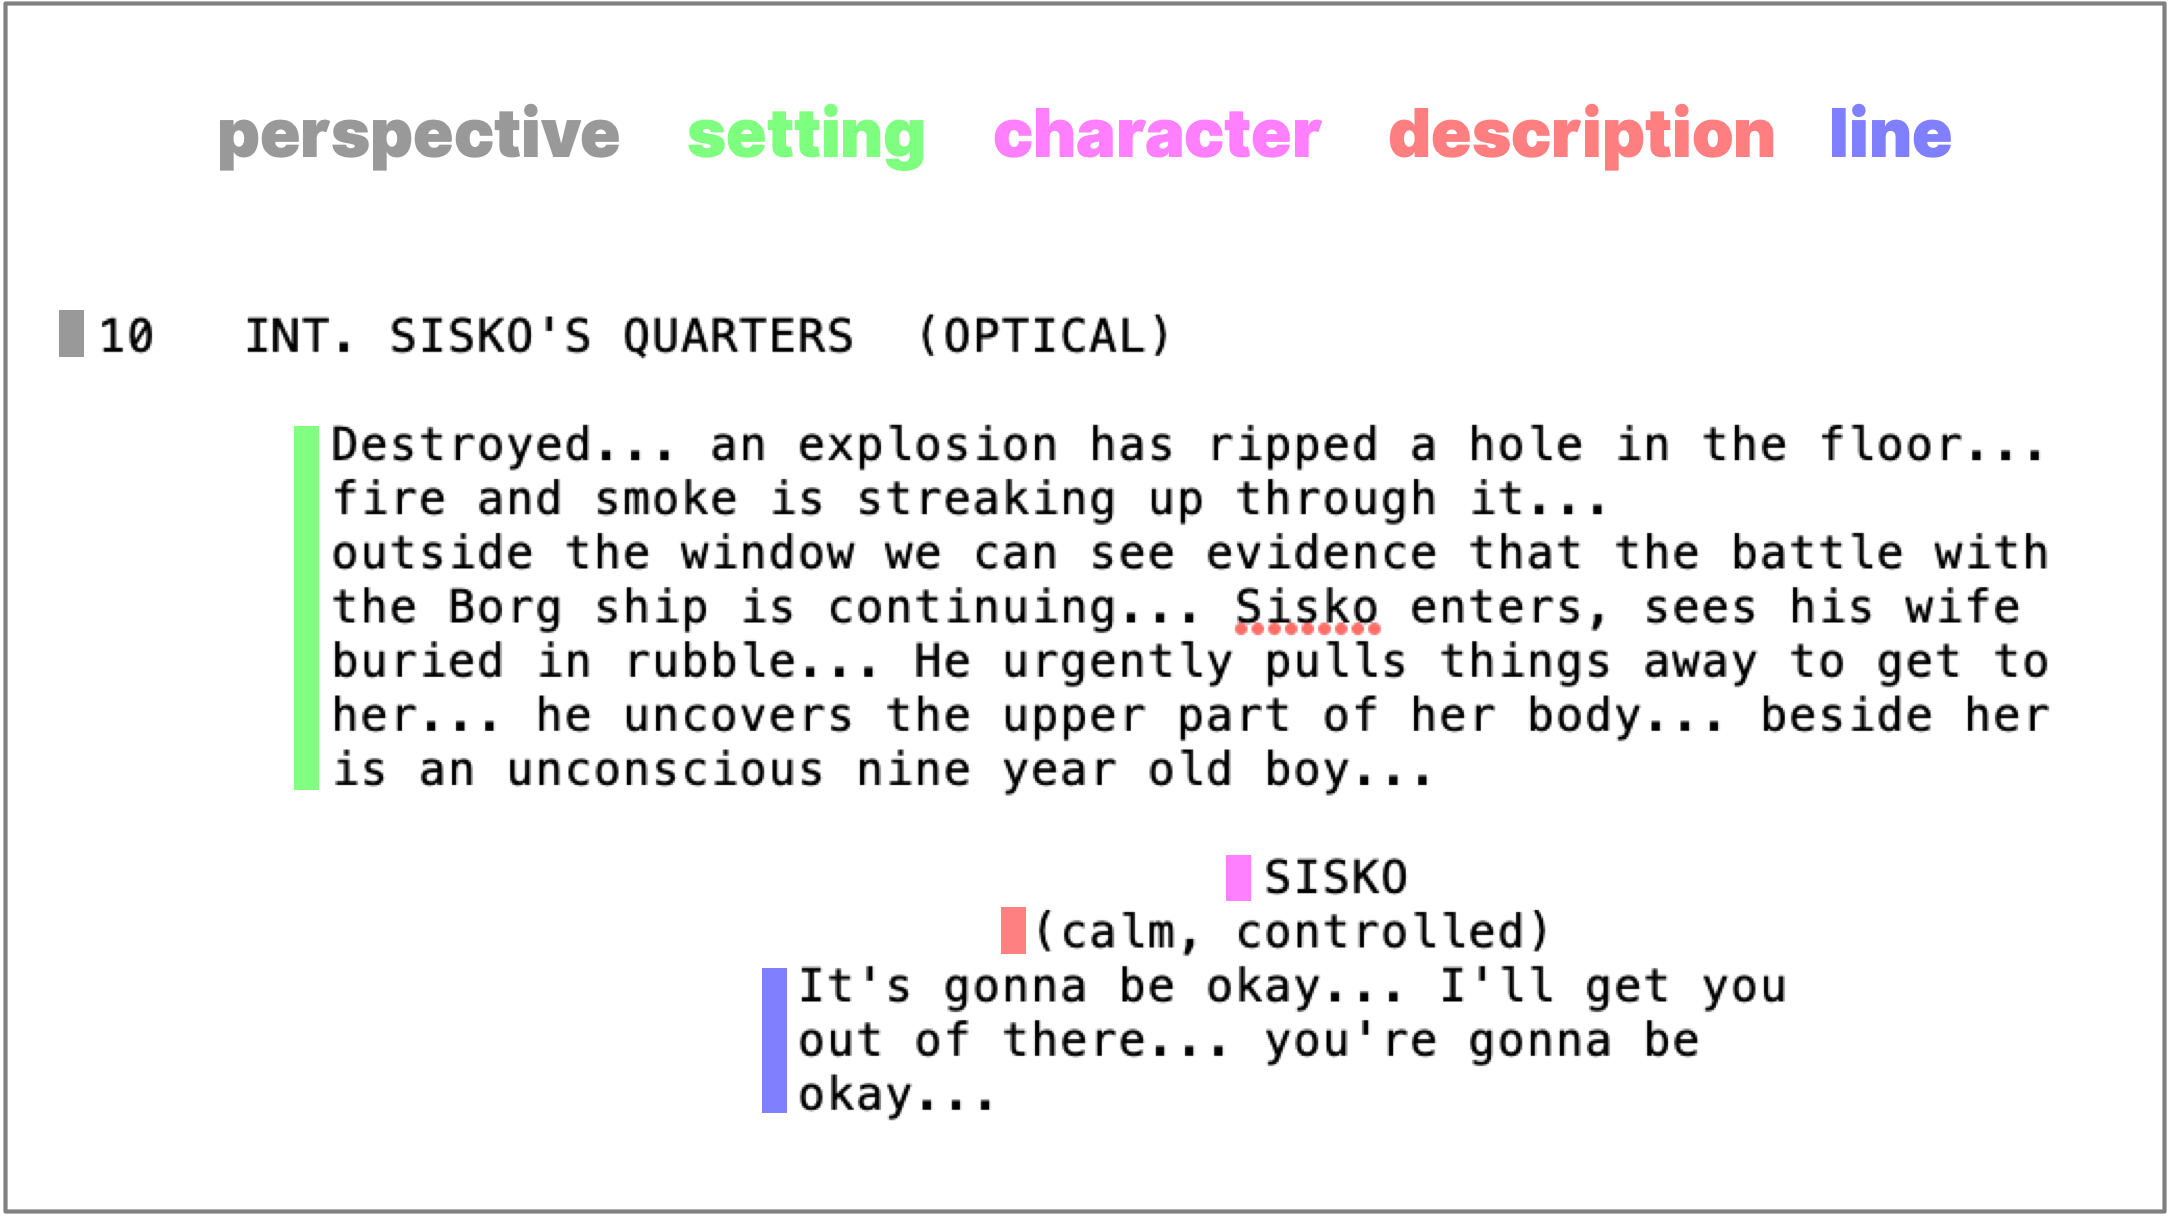 perspective setting character description line
10 INT. SISKO'S QUARTERS (OPTICAL)
Destroyed... an explosion has ripped a hole in the floor...
fire and smoke is streaking up through it...
outside the window we can see evidence that the battle with
the Borg ship is continuing... Sisko enters, sees his wife
buried in rubble... He urgently pulls things away to get to
her... he uncovers the upper part of her body... beside her
is an unconscious nine year old boy...
SISKO
(calm, controlled)
It's gonna be okay... I'll get you
out of there... you're gonna be
okay...